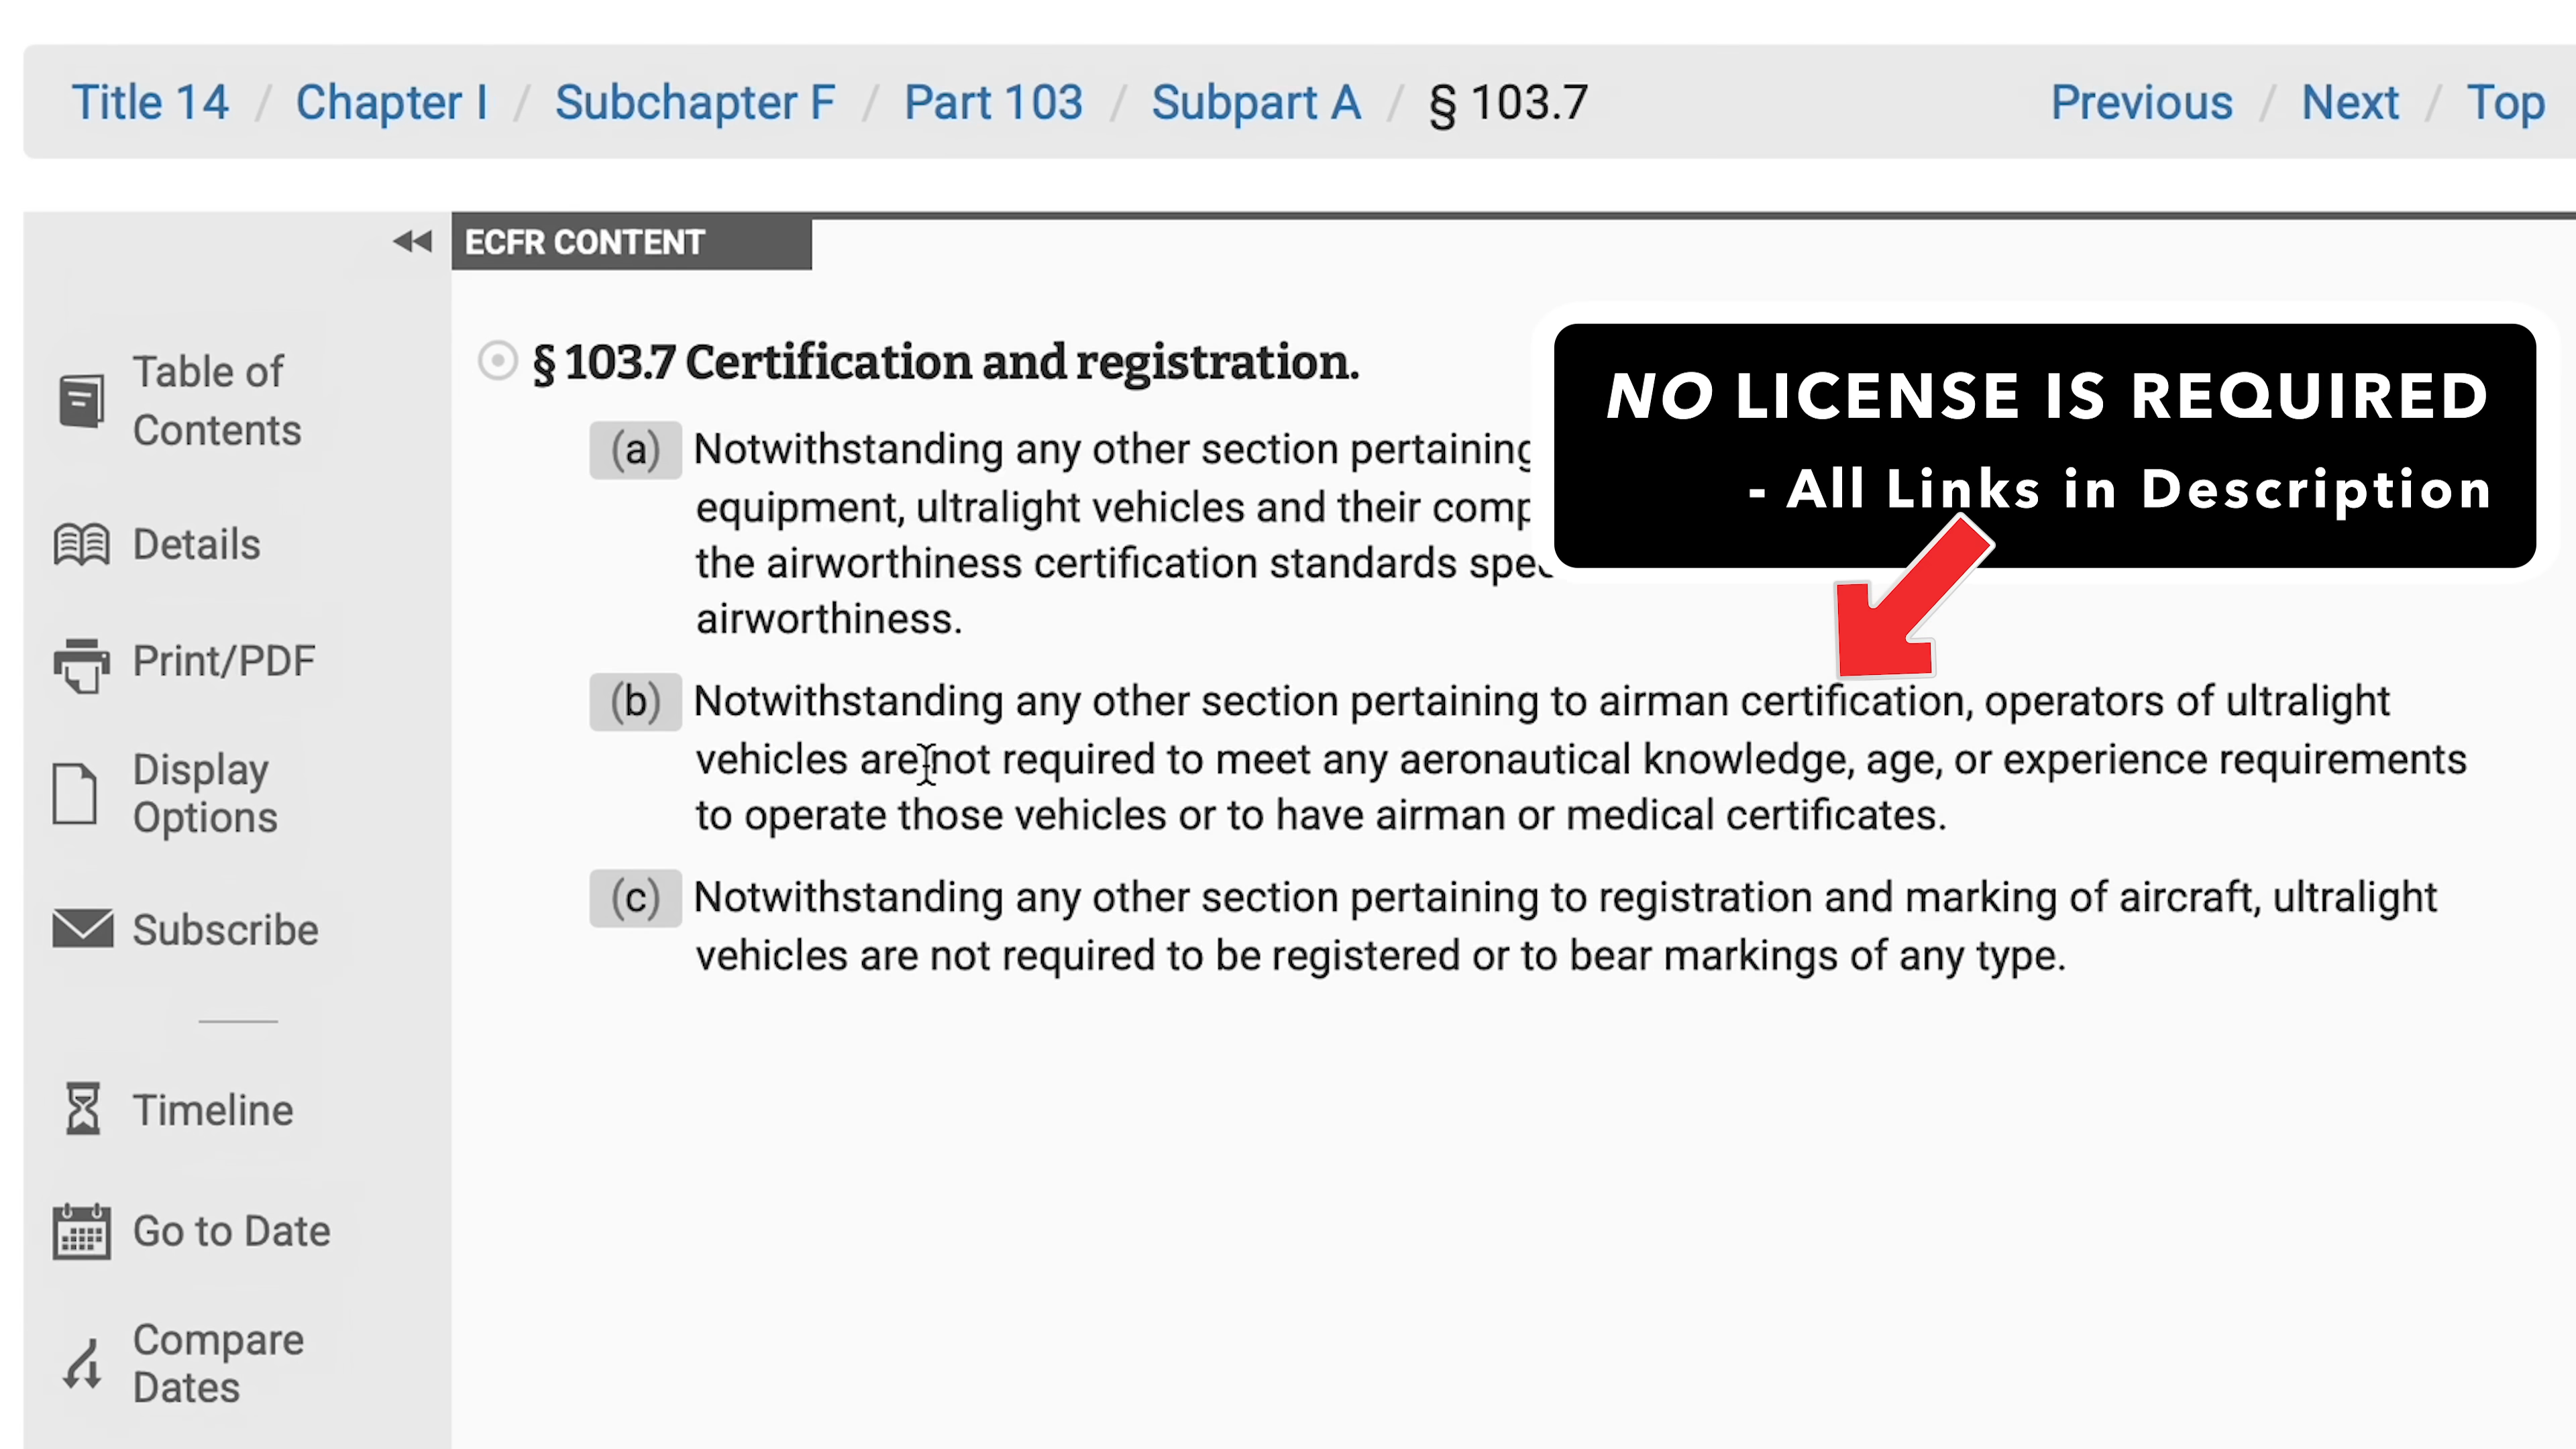 Title 14 / Chapter I / Subchapter F / Part 103 / Subpart A / § 103.7
Previous / Next / Top
ECFR CONTENT
Table of
Contents
Details
Print/PDF
Display
Options
Subscribe
Timeline
Go to Date
Compare
Dates
§ 103.7 Certification and registration.
NO LICENSE IS REQUIRED
- All Links in Description
(a) Notwithstanding any other section pertaining
equipment, ultralight vehicles and their
the airworthiness certification standards
airworthiness.
(b) Notwithstanding any other section pertaining to airman certification, operators of ultralight
vehicles are not required to meet any aeronautical knowledge, age, or experience requirements
to operate those vehicles or to have airman or medical certificates.
(c) Notwithstanding any other section pertaining to registration and marking of aircraft, ultralight
vehicles are not required to be registered or to bear markings of any type.